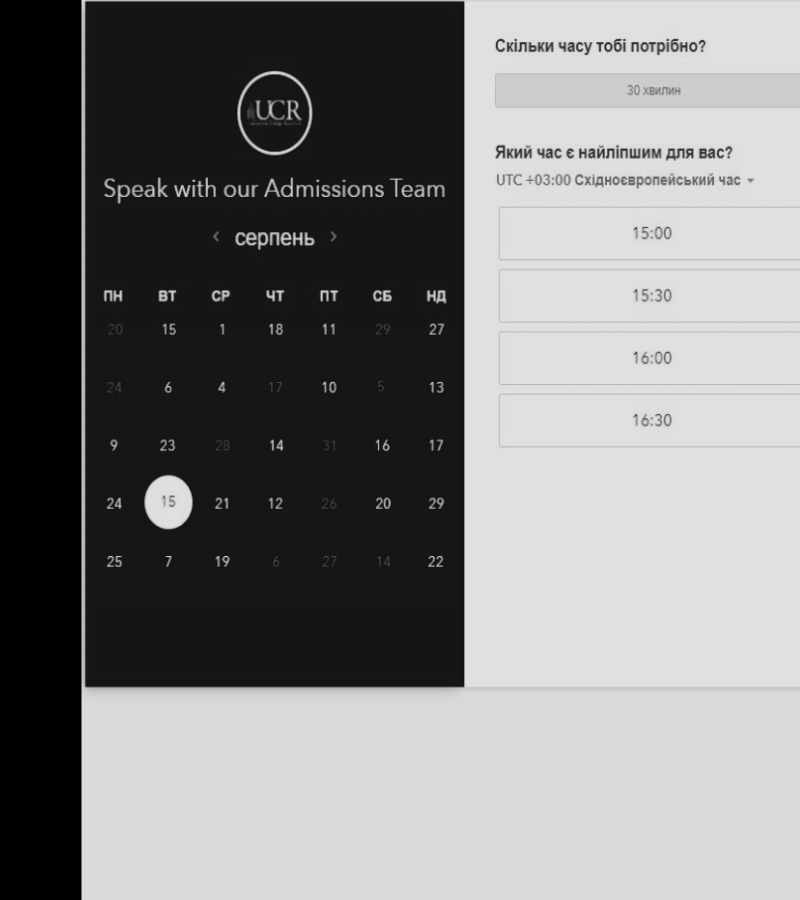 UCR
Speak with our Admissions Team
< серпень >
ПН ВТ СР ЧТ ПТ СБ НД
20 15 1 18 11 29 27
24 6 4 17 10 5 13
9 23 28 14 31 16 17
24 15 21 12 26 20 29
25 7 19 6 27 14 22
Скільки часу тобі потрібно?
30 хвилин
Який час є найліпшим для вас?
UTC +03:00 Східноєвропейський час
15:00
15:30
16:00
16:30